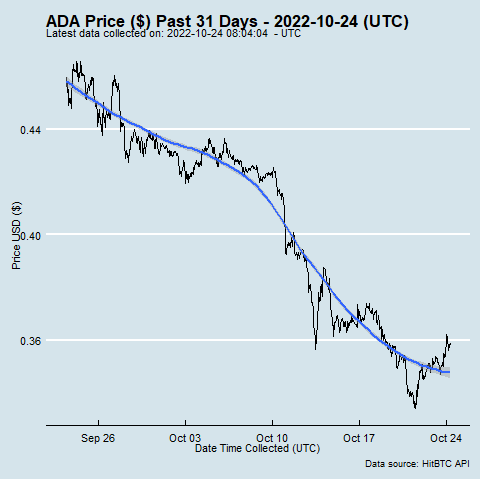 ADA Price ($) Past 31 Days - 2022-10-24 (UTC)
Latest data collected on: 2022-10-24 08:04:04 - UTC
0.44
0.40
0.36
Price USD ($)
Sep 26
Oct 03
Oct 10
Oct 17
Oct 24
Date Time Collected (UTC)
Data source: HitBTC API